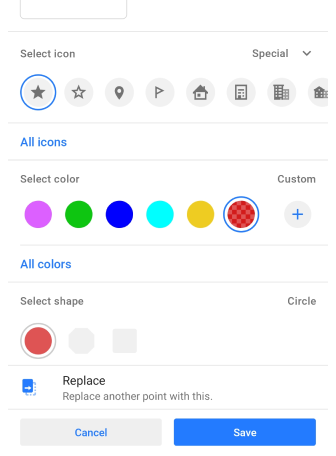 Select icon
Special
All icons
Select color
Custom
All colors
Select shape
Circle
Replace
Replace another point with this.
Cancel
Save